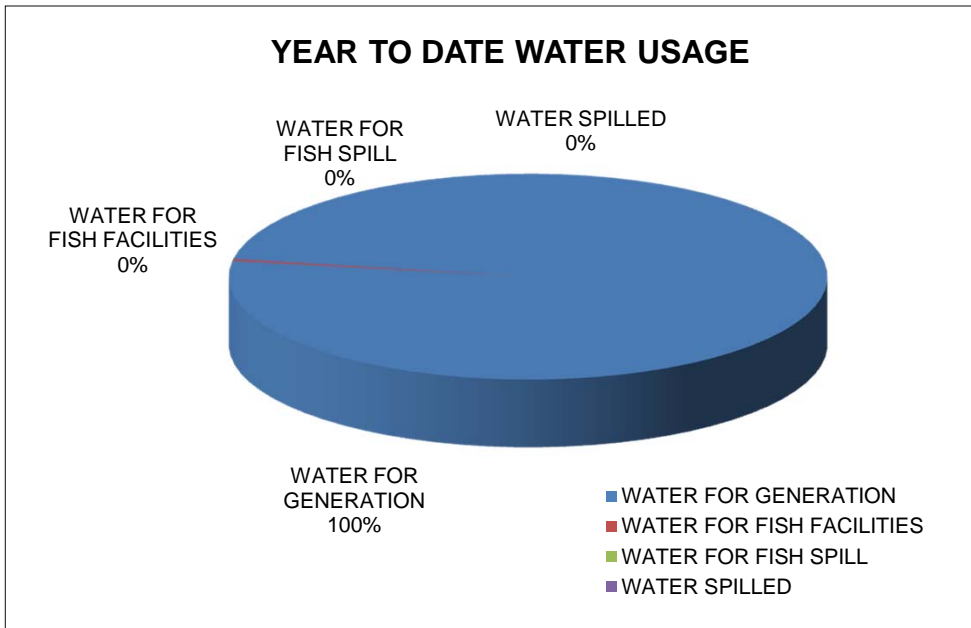 YEAR TO DATE WATER USAGE
WATER SPILLED
0%
WATER FOR
FISH SPILL
0%
WATER FOR
FISH FACILITIES
0%
WATER FOR
GENERATION
100%
WATER FOR GENERATION
WATER FOR FISH FACILITIES
WATER FOR FISH SPILL
WATER SPILLED